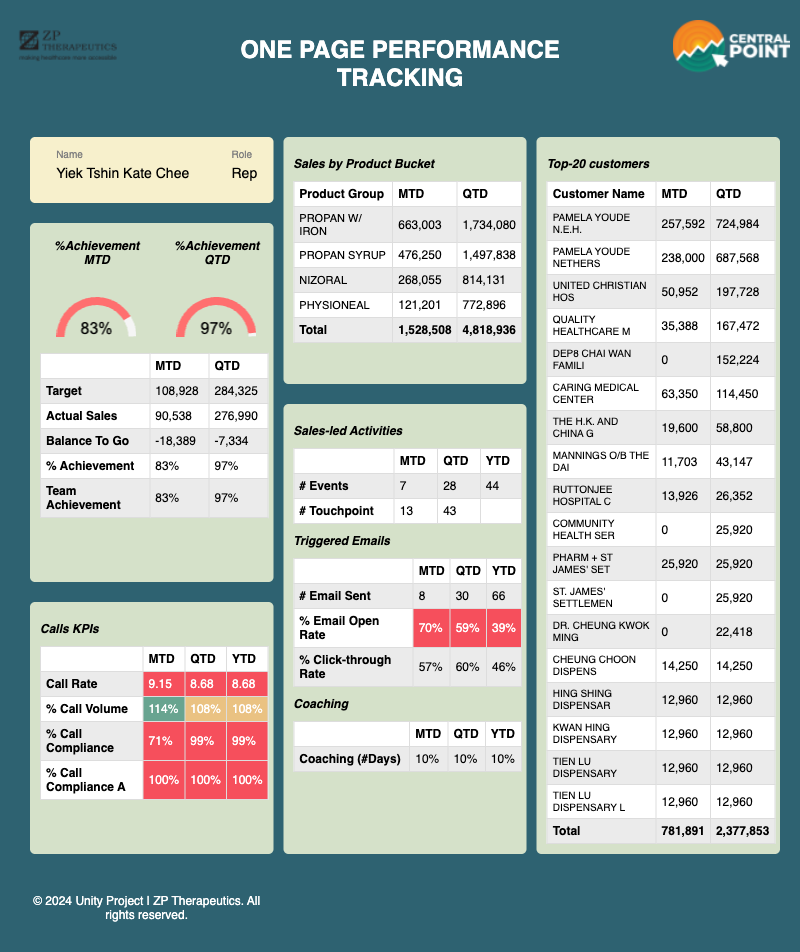 ZP
THERAPEUTICS
making healthcare more accessible
ONE PAGE PERFORMANCE
TRACKING
CENTRAL
POINT
Name
Role
Yiek Tshin Kate Chee
Rep
%Achievement
MTD
%Achievement
QTD
83%
97%
MTD QTD
Target 108,928 284,325
Actual Sales 90,538 276,990
Balance To Go -18,389 -7,334
% Achievement 83% 97%
Team
Achievement 83% 97%
Calls KPIs
MTD QTD YTD
Call Rate 9.15 8.68 8.68
% Call Volume 114% 108% 108%
% Call
Compliance 71% 99% 99%
% Call
Compliance A 100% 100% 100%
Sales by Product Bucket
Product Group MTD QTD
PROPAN W/
IRON 663,003 1,734,080
PROPAN SYRUP 476,250 1,497,838
NIZORAL 268,055 814,131
PHYSIONEAL 121,201 772,896
Total 1,528,508 4,818,936
Sales-led Activities
MTD QTD YTD
# Events 7 28 44
# Touchpoint 13 43
Triggered Emails
MTD QTD YTD
# Email Sent 8 30 66
% Email Open
Rate 70% 59% 39%
% Click-through
Rate 57% 60% 46%
Coaching
MTD QTD YTD
Coaching (#Days) 10% 10% 10%
Top-20 customers
Customer Name MTD QTD
PAMELA YOUDE
N.E.H. 257,592 724,984
PAMELA YOUDE
NETHERS 238,000 687,568
UNITED CHRISTIAN
HOS 50,952 197,728
QUALITY
HEALTHCARE M 35,388 167,472
DEP8 CHAI WAN
FAMILI 0 152,224
CARING MEDICAL
CENTER 63,350 114,450
THE H.K. AND
CHINA G 19,600 58,800
MANNINGS O/B THE
DAI 11,703 43,147
RUTTONJEE
HOSPITAL C 13,926 26,352
COMMUNITY
HEALTH SER 0 25,920
PHARM + ST
JAMES' SET 25,920 25,920
ST. JAMES'
SETTLEMEN 0 25,920
DR. CHEUNG KWOK
MING 0 22,418
CHEUNG CHOON
DISPENS 14,250 14,250
HING SHING
DISPENSAR 12,960 12,960
KWAN HING
DISPENSARY 12,960 12,960
TIEN LU
DISPENSARY 12,960 12,960
TIEN LU
DISPENSARY L 12,960 12,960
Total 781,891 2,377,853
© 2024 Unity Project I ZP Therapeutics. All
rights reserved.